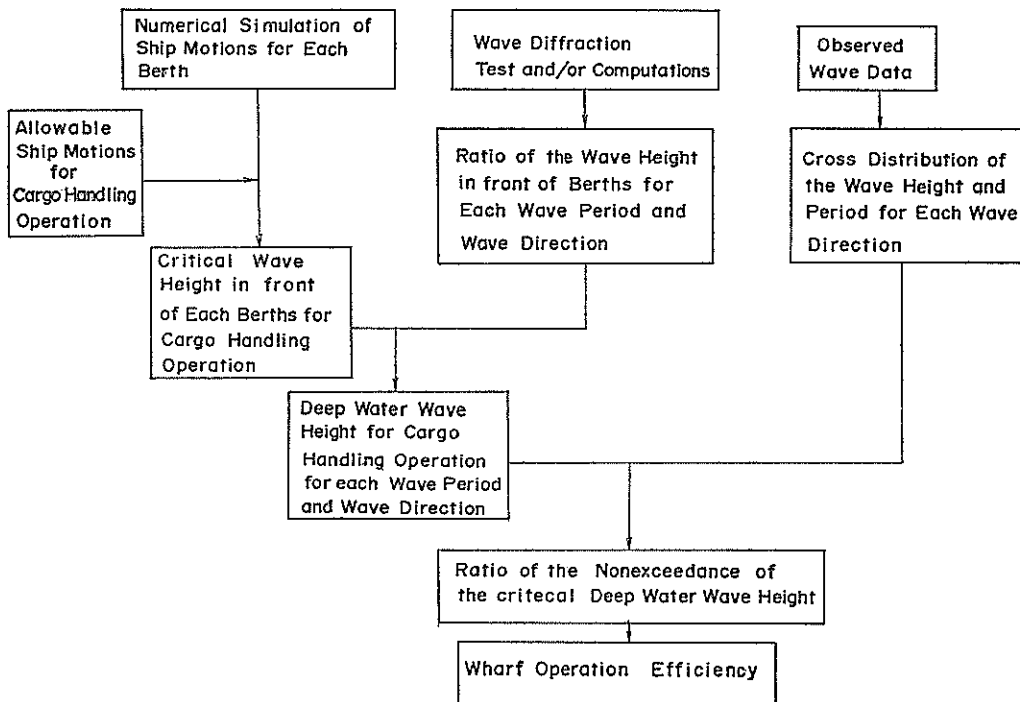 Numerical Simulation of
Ship Motions for Each
Berth
Wave Diffraction
Test and/or Computations
Observed
Wave Data
Allowable
Ship Motions
for
Cargo Handling
Operation
Ratio of the Wave Height
in front of Berths for
Each Wave Period and
Wave Direction
Cross Distribution of
the Wave Height and
Period for Each Wave
Direction
Critical Wave
Height in front
of Each Berths for
Cargo Handling
Operation
Deep Water Wave
Height for Cargo
Handling Operation
for each Wave Period
and Wave Direction
Ratio of the Nonexceedance of
the critecal Deep Water Wave Height
Wharf Operation Efficiency